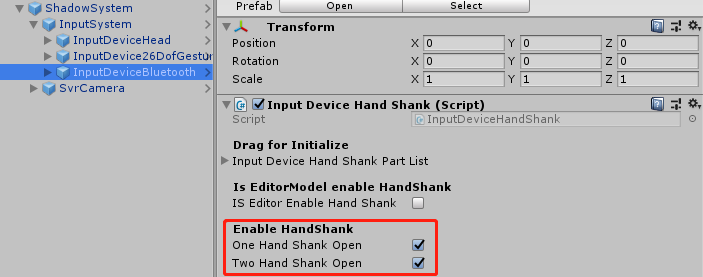 ShadowSystem
InputSystem
InputDeviceHead
InputDevice26DofGestur
InputDeviceBluetooth
SvrCamera
Prefab Open Select
Transform
Position X 0 Y 0 Z 0
Rotation X 0 Y 0 Z 0
Scale X 1 Y 1 Z 1
Input Device Hand Shank (Script)
Script InputDeviceHandShank
Drag for Initialize
Input Device Hand Shank Part List
Is EditorModel enable HandShank
IS Editor Enable Hand Shank
Enable HandShank
One Hand Shank Open
Two Hand Shank Open